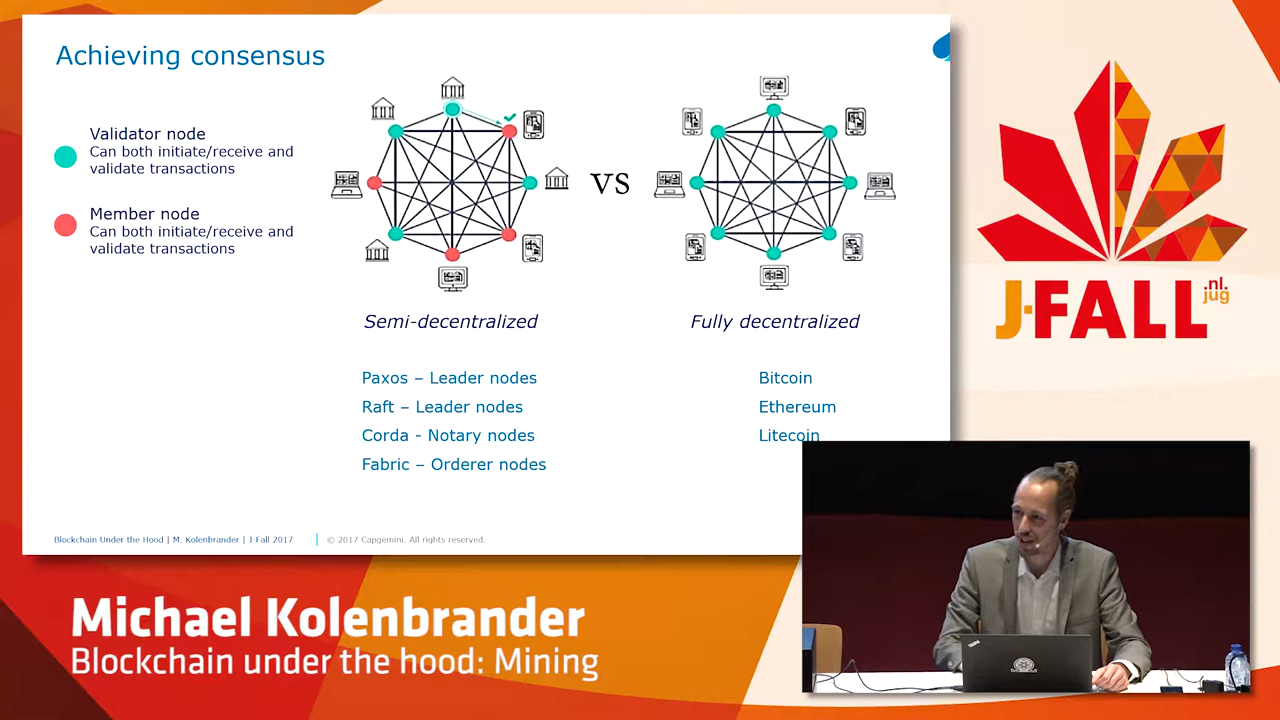 Achieving consensus
Validator node
Can both initiate/receive and
validate transactions
Member node
Can both initiate/receive and
validate transactions
vs
Semi-decentralized
Fully decentralized
Paxos – Leader nodes
Raft – Leader nodes
Corda - Notary nodes
Fabric – Orderer nodes
Bitcoin
Ethereum
Litecoin
Blockchain Under the Hood | M. Kolenbrander | J-Fall 2017
© 2017 Capgemini. All rights reserved.
J-FALL
.nl.
jug
Michael Kolenbrander
Blockchain under the hood: Mining